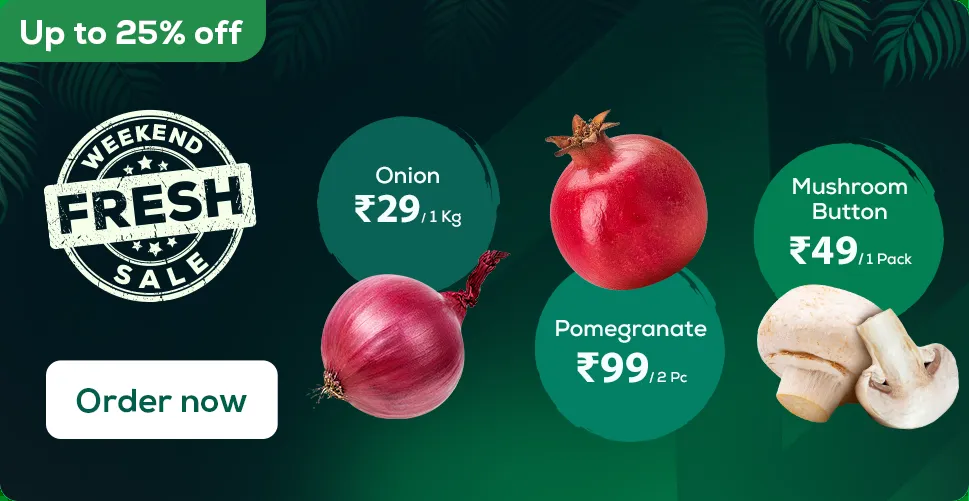 Up to 25% off
WEEKEND
FRESH
SALE
Order now
Onion
₹29/1 Kg
Pomegranate
₹99/2 Pc
Mushroom
Button
₹49/1 Pack